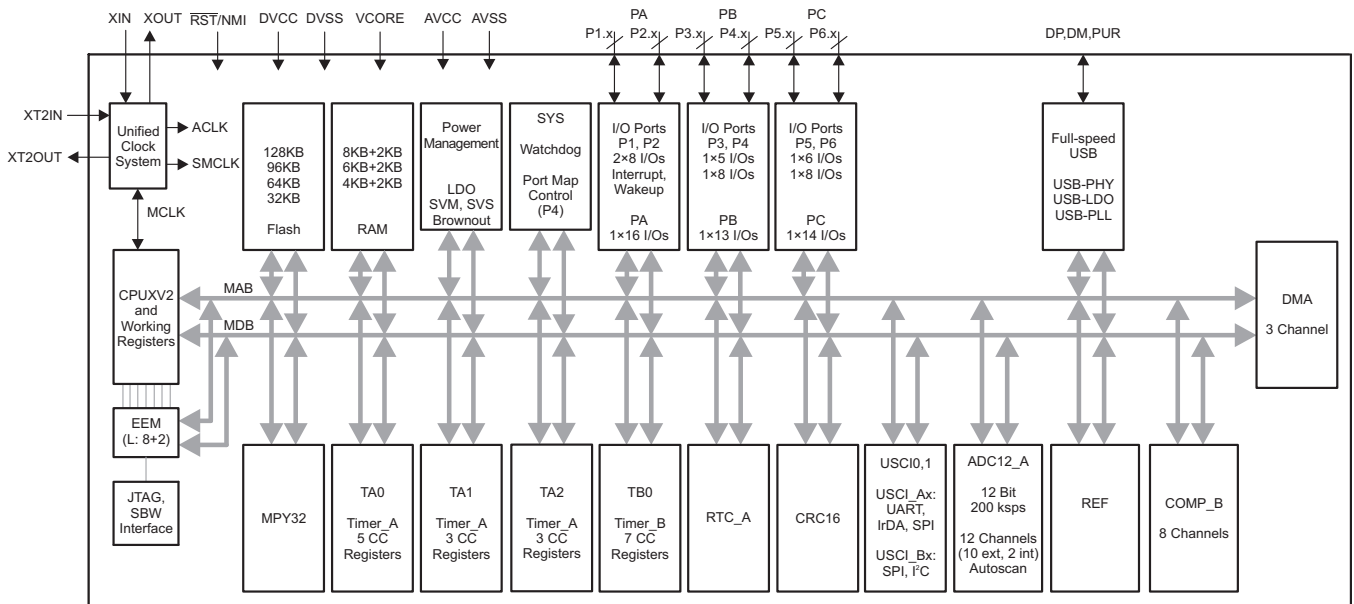 XIN
XOUT
RST/NMI
DVCC
DVSS
VCORE
AVCC
AVSS
PA
P1.x
P2.x
PB
P3.x
P4.x
PC
P5.x
P6.x
DP,DM,PUR
XT2IN
XT2OUT
Unified
Clock
System
ACLK
SMCLK
MCLK
128KB
96KB
64KB
32KB
Flash
8KB+2KB
6KB+2KB
4KB+2KB
RAM
Power
Management
LDO
SVM, SVS
Brownout
SYS
Watchdog
Port Map
Control
(P4)
I/O Ports
P1, P2
2×8 I/Os
Interrupt,
Wakeup
PA
1×16 I/Os
I/O Ports
P3, P4
1×5 I/Os
1×8 I/Os
PB
1×13 I/Os
I/O Ports
P5, P6
1×6 I/Os
1×8 I/Os
PC
1×14 I/Os
Full-speed
USB
USB-PHY
USB-LDO
USB-PLL
CPUXV2
and
Working
Registers
MAB
MDB
DMA
3 Channel
EEM
(L: 8+2)
JTAG,
SBW
Interface
MPY32
TA0
Timer_A
5 CC
Registers
TA1
Timer_A
3 CC
Registers
TA2
Timer_A
3 CC
Registers
TB0
Timer_B
7 CC
Registers
RTC_A
CRC16
USCI0,1
USCI_Ax:
UART,
IrDA, SPI
USCI_Bx:
SPI, I²C
ADC12_A
12 Bit
200 ksps
12 Channels
(10 ext, 2 int)
Autoscan
REF
COMP_B
8 Channels